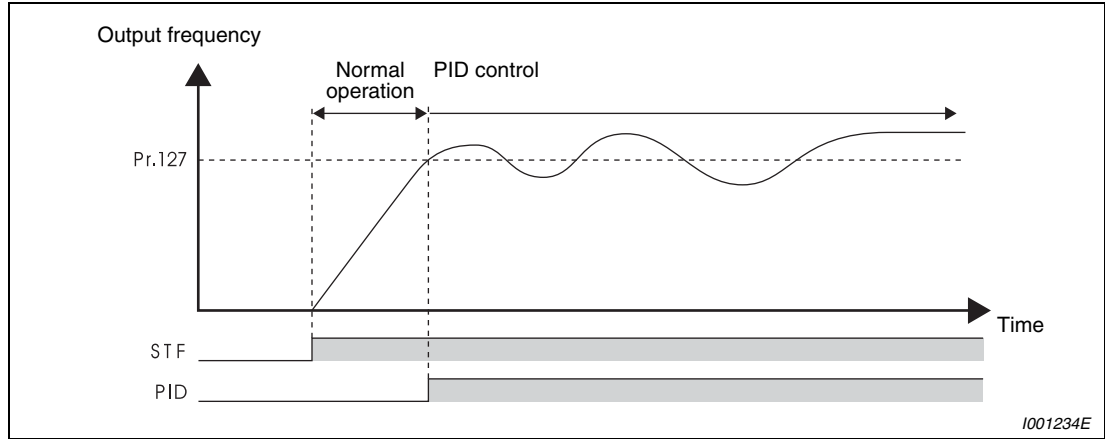 Output frequency
Normal
operation
PID control
Pr.127
Time
STF
PID
I001234E